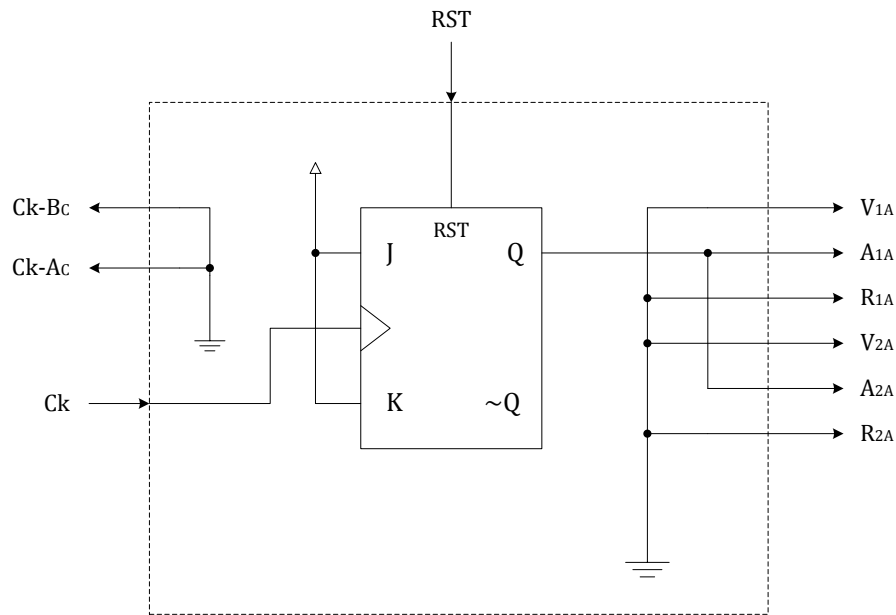 RST
Ck-BC
Ck-AC
Ck
RST
J
Q
K
~Q
V1A
A1A
R1A
V2A
A2A
R2A